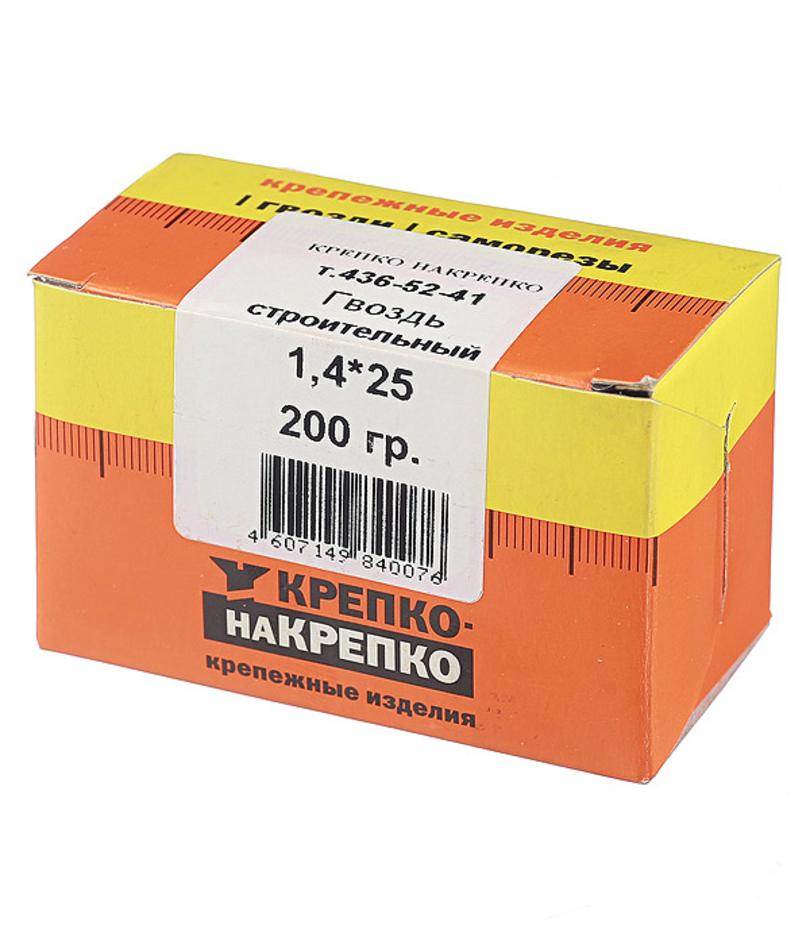 крепежные изделия
| гвозди | саморезы
КРЕПКО НАКРЕПКО
т.436-52-41
Гвоздь
строительный
1,4*25
200 гр.
4 607149 840076
КРЕПКО-
НАКРЕПКО
крепежные изделия